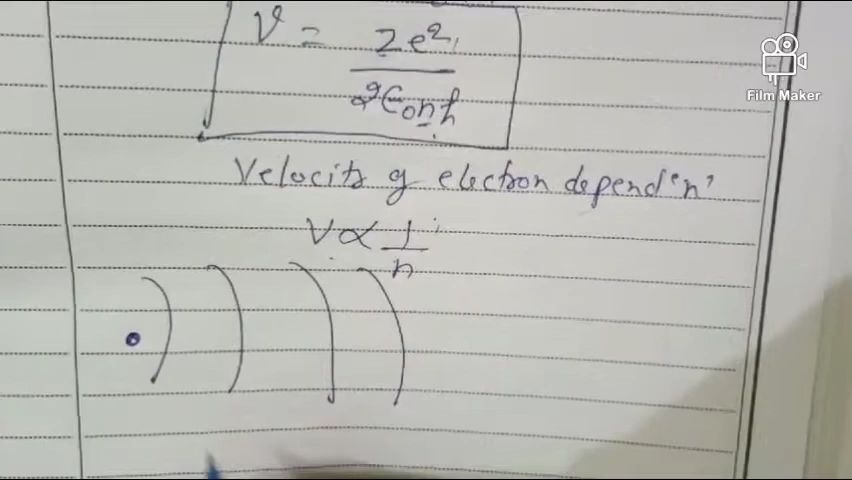 V = Ze²
2ϵ₀nh
Film Maker
Velocity of electron depend 'n'
V ∝ 1
n